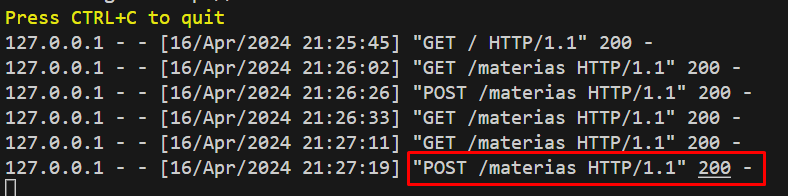 Press CTRL+C to quit
127.0.0.1 - - [16/Apr/2024 21:25:45] "GET / HTTP/1.1" 200 -
127.0.0.1 - - [16/Apr/2024 21:26:02] "GET /materias HTTP/1.1" 200 -
127.0.0.1 - - [16/Apr/2024 21:26:26] "POST /materias HTTP/1.1" 200 -
127.0.0.1 - - [16/Apr/2024 21:26:33] "GET /materias HTTP/1.1" 200 -
127.0.0.1 - - [16/Apr/2024 21:27:11] "GET /materias HTTP/1.1" 200 -
127.0.0.1 - - [16/Apr/2024 21:27:19] "POST /materias HTTP/1.1" 200 -